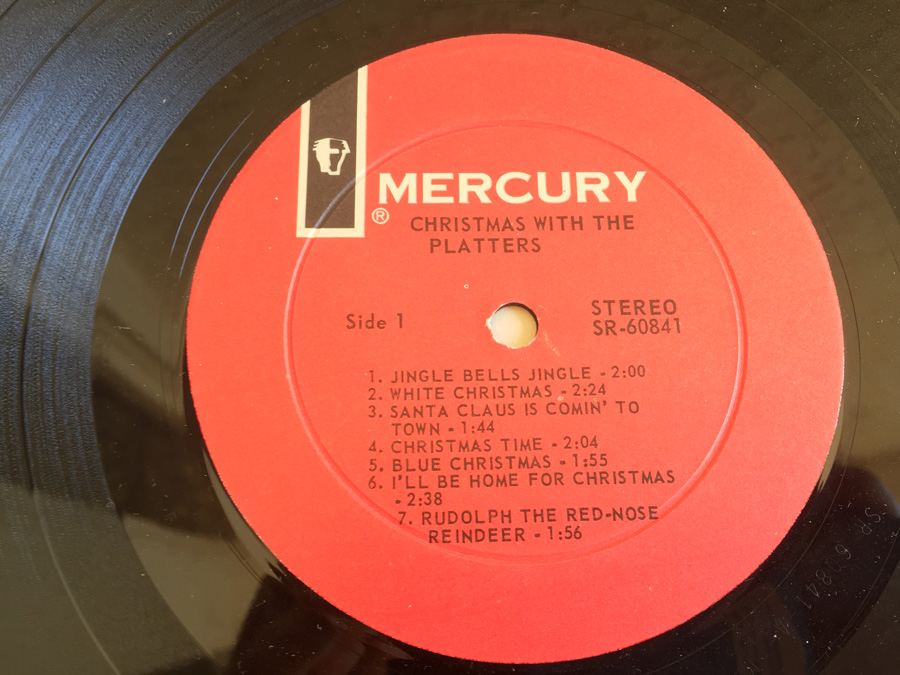 MERCURY
®
CHRISTMAS WITH THE
PLATTERS
Side 1
STEREO
SR-60841
1. JINGLE BELLS JINGLE - 2:00
2. WHITE CHRISTMAS - 2:24
3. SANTA CLAUS IS COMIN' TO
TOWN - 1:44
4. CHRISTMAS TIME - 2:04
5. BLUE CHRISTMAS - 1:55
6. I'LL BE HOME FOR CHRISTMAS
- 2:38
7. RUDOLPH THE RED-NOSE
REINDEER - 1:56
SR 60841